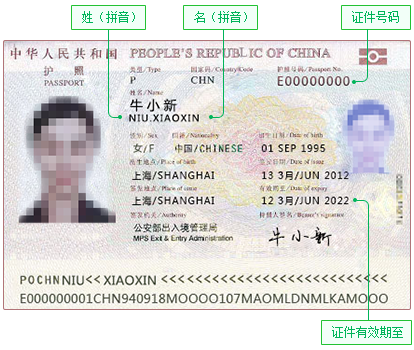 姓（拼音） 名（拼音） 证件号码
中华人民共和国 PEOPLE'S REPUBLIC OF CHINA
护照 类型/Type 国家码/Country Code 护照号码/Passport No.
PASSPORT P CHN E00000000
姓名/Name
牛小新
NIU.XIAOXIN
性别/Sex 国籍/Nationality 出生日期/Date of birth
女/F 中国/CHINESE 01 SEP 1995
出生地点/Place of birth 签发日期/Date of issue
上海/SHANGHAI 13 3月/JUN 2012
签发地点/Place of issue 有效期至/Date of expiry
上海/SHANGHAI 12 3月/JUN 2022
签发机关/Authority 持照人签名/Bearer's signature
公安部出入境管理局
MPS Exit & Entry Administration
牛小新
POCHNNIU<<XIAOXIN<<<<<<<<<<<<<<<<<<<<<<<
E000000001CHN940918MOOOO107MAOMLDNMLKAMOOO
证件有效期至